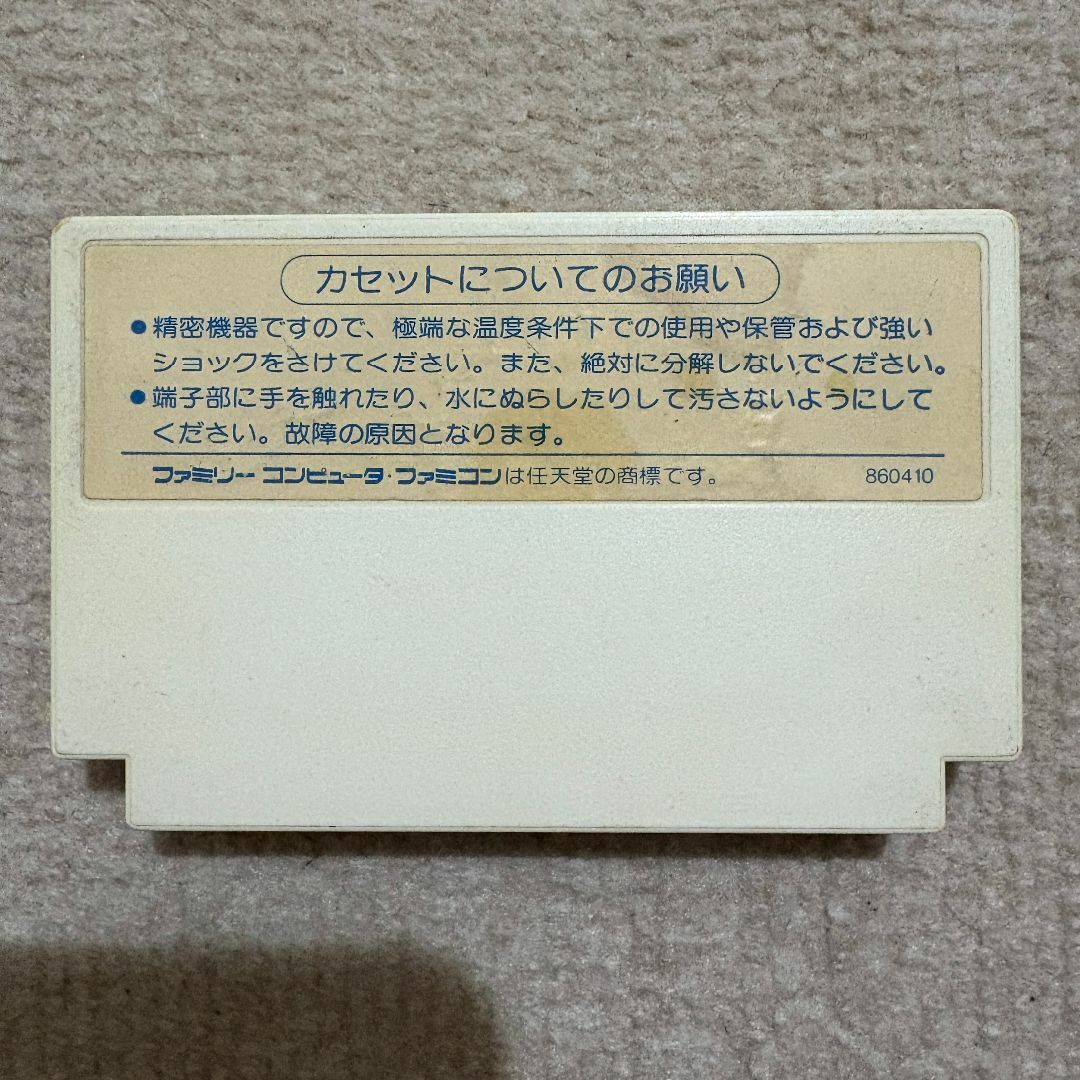 カセットについてのお願い
●精密機器ですので、極端な温度条件下での使用や保管および強い
ショックをさけてください。また、絶対に分解しないでください。
●端子部に手を触れたり、水にぬらしたりして汚さないようにして
ください。故障の原因となります。
ファミリーコンピュータ・ファミコンは任天堂の商標です。 860410